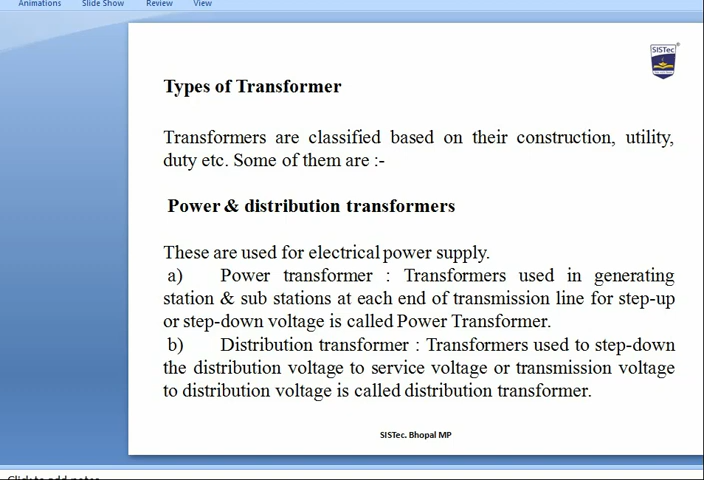 Animations Slide Show Review View
SISTec
Types of Transformer
Transformers are classified based on their construction, utility,
duty etc. Some of them are :-
Power & distribution transformers
These are used for electrical power supply.
a) Power transformer : Transformers used in generating
station & sub stations at each end of transmission line for step-up
or step-down voltage is called Power Transformer.
b) Distribution transformer : Transformers used to step-down
the distribution voltage to service voltage or transmission voltage
to distribution voltage is called distribution transformer.
SISTec. Bhopal MP
Click to add notes